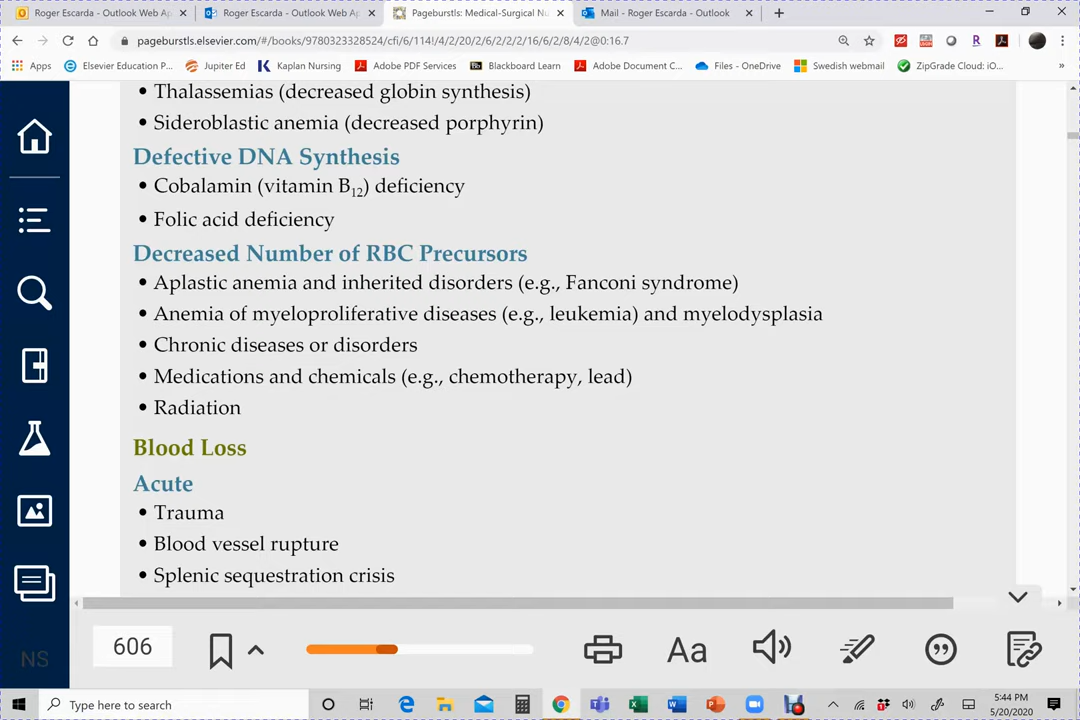 Roger Escarda - Outlook Web Ap
Roger Escarda - Outlook Web Ap
Pageburstls: Medical-Surgical Nu
Mail - Roger Escarda - Outlook
pageburstls.elsevier.com/#/books/9780323328524/cfi/6/114!/4/2/20/2/6/2/2/2/16/6/2/8/4/2@0:16.7
Apps
Elsevier Education P...
Jupiter Ed
Kaplan Nursing
Adobe PDF Services
Blackboard Learn
Adobe Document C...
Files - OneDrive
Swedish webmail
ZipGrade Cloud: iO...
»
• Thalassemias (decreased globin synthesis)
• Sideroblastic anemia (decreased porphyrin)
Defective DNA Synthesis
• Cobalamin (vitamin B12) deficiency
• Folic acid deficiency
Decreased Number of RBC Precursors
• Aplastic anemia and inherited disorders (e.g., Fanconi syndrome)
• Anemia of myeloproliferative diseases (e.g., leukemia) and myelodysplasia
• Chronic diseases or disorders
• Medications and chemicals (e.g., chemotherapy, lead)
• Radiation
Blood Loss
Acute
• Trauma
• Blood vessel rupture
• Splenic sequestration crisis
606
Aa
NS
Type here to search
5:44 PM
5/20/2020